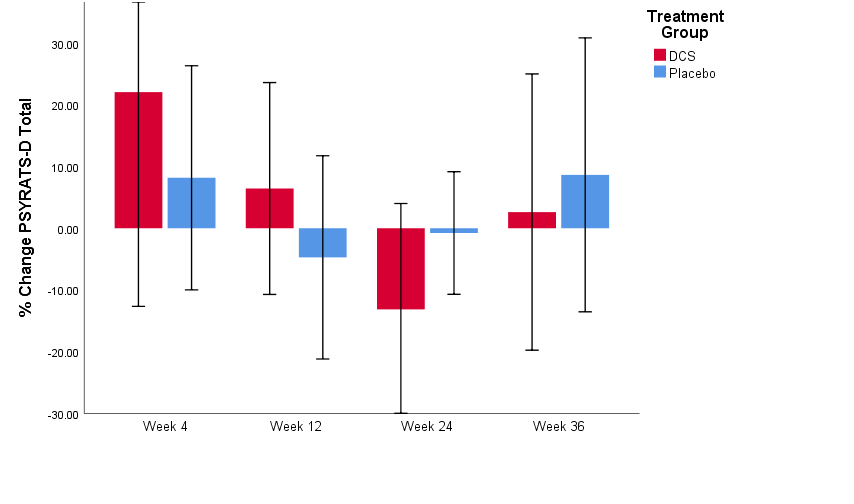 Treatment
Group
DCS
Placebo
% Change PSYRATS-D Total
30.00
20.00
10.00
0.00
-10.00
-20.00
-30.00
Week 4
Week 12
Week 24
Week 36